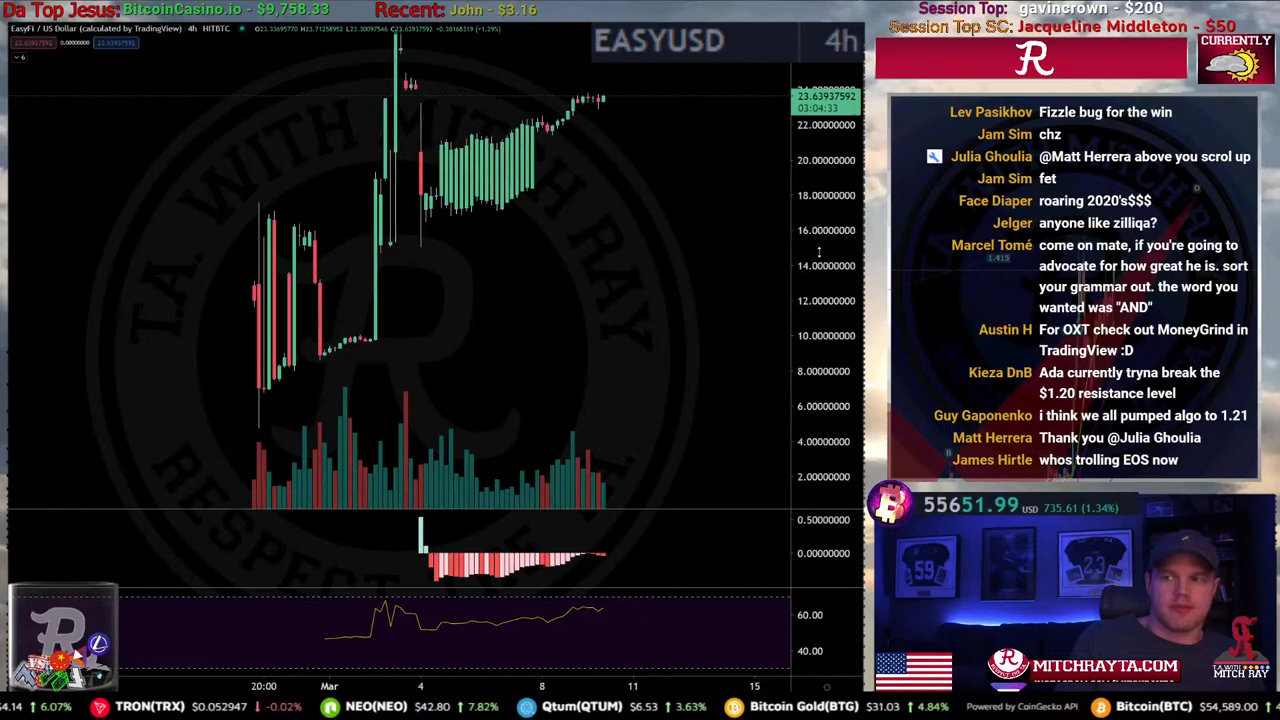 Da Top Jesus: BitcoinCasino.io - $9,758.33
Recent: John - $3.16
Session Top: gavincrown - $200
Session Top SC: Jacqueline Middleton - $50
EasyFi / US Dollar (calculated by TradingView) 4h HITBTC
EASYUSD 4h
CURRENTLY
23.63937592
03:04:33
22.00000000
20.00000000
18.00000000
16.00000000
14.00000000
12.00000000
10.00000000
8.00000000
6.00000000
4.00000000
2.00000000
0.50000000
0.00000000
60.00
40.00
20:00 Mar 4 8 11 15
T.A. WITH MITCH RAY
Lev Pasikhov Fizzle bug for the win
Jam Sim chz
Julia Ghoulia @Matt Herrera above you scrol up
Jam Sim fet
Face Diaper roaring 2020's$$$
Jelger anyone like zilliqa?
Marcel Tomé come on mate, if you're going to
advocate for how great he is. sort
your grammar out. the word you
wanted was "AND"
1.415
Austin H For OXT check out MoneyGrind in
TradingView :D
Kieza DnB Ada currently tryna break the
$1.20 resistance level
Guy Gaponenko i think we all pumped algo to 1.21
Matt Herrera Thank you @Julia Ghoulia
James Hirtle whos trolling EOS now
55651.99 USD 735.61 (1.34%)
59
23
MITCHRAYTA.COM
T.A. WITH
MITCH RAY
4.14 6.07% TRON(TRX) $0.052947 -0.02% NEO(NEO) $42.80 7.82% Qtum(QTUM) $6.53 3.63% Bitcoin Gold(BTG) $31.03 4.84% Powered by CoinGecko API Bitcoin(BTC) $54,589.00